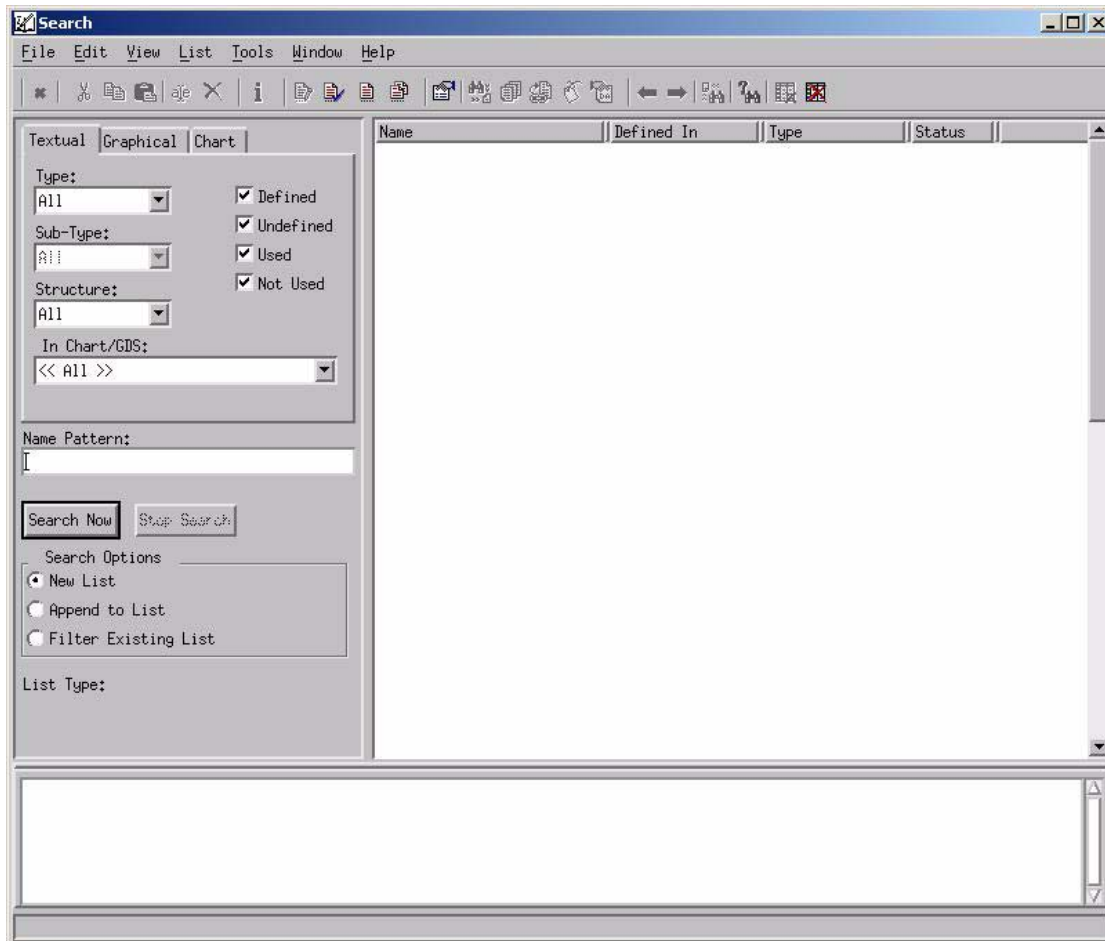 Search
File Edit View List Tools Window Help
Textual Graphical Chart
Type:
All
Sub-Type:
All
Structure:
All
In Chart/GDS:
<< All >>
Defined
Undefined
Used
Not Used
Name Pattern:
Search Now Stop Search
Search Options
New List
Append to List
Filter Existing List
List Type:
Name Defined In Type Status